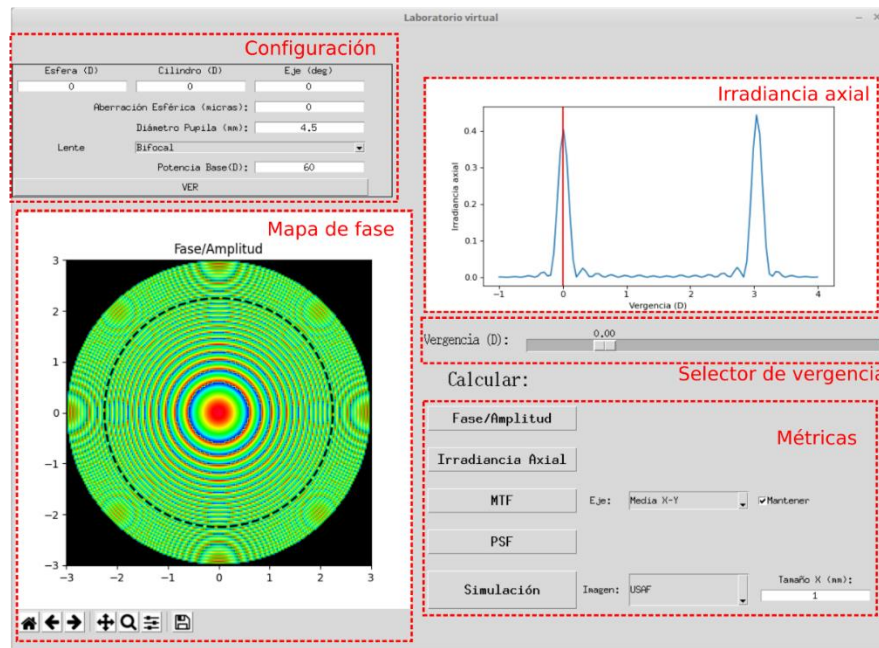 Laboratorio virtual
Configuración
Esfera (D) Cilindro (D) Eje (deg)
0 0 0
Aberración Esférica (micras): 0
Diámetro Pupila (mm): 4.5
Lente Bifocal
Potencia Base(D): 60
VER
Mapa de fase
Fase/Amplitud
3
2
1
0
−1
−2
−3
−3 −2 −1 0 1 2 3
Irradiancia axial
Irradiancia axial
0.4
0.3
0.2
0.1
0.0
−1 0 1 2 3 4
Vergencia (D)
Vergencia (D): 0,00
Selector de vergencia
Calcular:
Métricas
Fase/Amplitud
Irradiancia Axial
MTF Eje: Media X-Y Mantener
PSF
Simulación Imagen: USAF Tamaño X (mm):
1